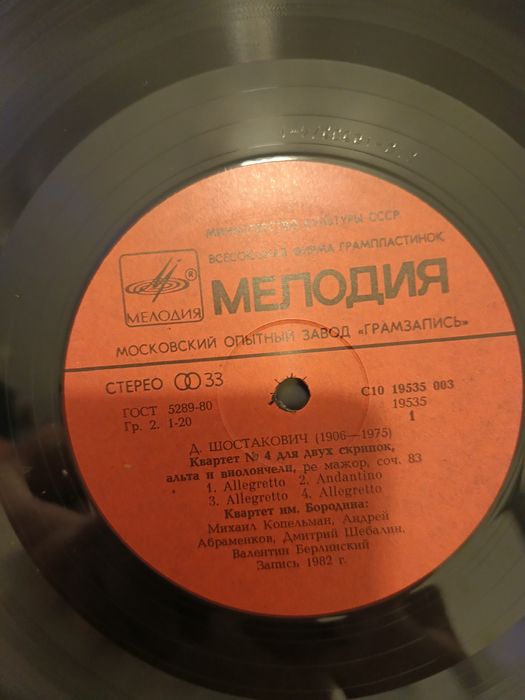 МИНИСТЕРСТВО КУЛЬТУРЫ СССР
ВСЕСОЮЗНАЯ ФИРМА ГРАМПЛАСТИНОК
® МЕЛОДИЯ
МЕЛОДИЯ
МОСКОВСКИЙ ОПЫТНЫЙ ЗАВОД «ГРАМЗАПИСЬ»
СТЕРЕО 33
ГОСТ 5289-80
Гр. 2. 1-20
С10 19535 003
19535
1
Д. ШОСТАКОВИЧ (1906—1975)
Квартет № 4 для двух скрипок,
альта и виолончели, ре мажор, соч. 83
1. Allegretto 2. Andantino
3. Allegretto 4. Allegretto
Квартет им. Бородина:
Михаил Копельман, Андрей
Абраменков, Дмитрий Шебалин,
Валентин Берлинский
Запись 1982 г.